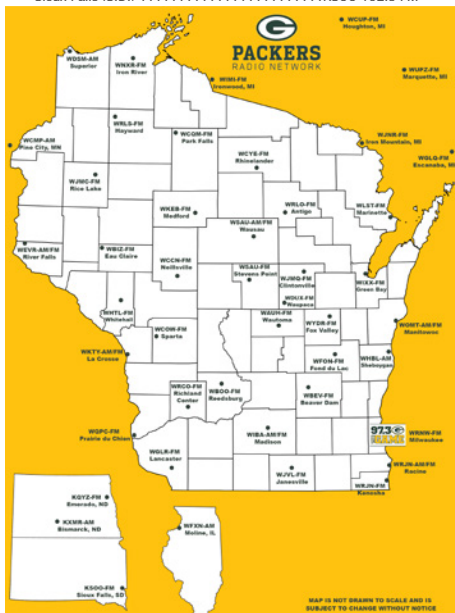 WCUP-FM
Houghton, MI
PACKERS
RADIO NETWORK
WDSM-AM
Superior
WNXR-FM
Iron River
WUPZ-FM
Marquette, MI
WIMI-FM
Ironwood, MI
WRLS-FM
Hayward
WCQM-FM
Park Falls
WCMP-AM
Pine City, MN
WJNR-FM
Iron Mountain, MI
WGLQ-FM
Escanaba, MI
WCYE-FM
Rhinelander
WJMC-FM
Rice Lake
WKEB-FM
Medford
WRLO-FM
Antigo
WLST-FM
Marinette
WSAU-AM/FM
Wausau
WEVR-AM/FM
River Falls
WBIZ-FM
Eau Claire
WCCN-FM
Neillsville
WSAU-FM
Stevens Point
WJMQ-FM
Clintonville
WIXX-FM
Green Bay
WDUX-FM
Waupaca
WHTL-FM
Whitehall
WAUH-FM
Wautoma
WYDR-FM
Fox Valley
WOMT-AM/FM
Manitowoc
WCOW-FM
Sparta
WKTY-AM/FM
La Crosse
WFON-FM
Fond du Lac
WHBL-AM
Sheboygan
WRCO-FM
Richland
Center
WBOO-FM
Reedsburg
WBEV-FM
Beaver Dam
WQPC-FM
Prairie du Chien
WIBA-AM/FM
Madison
97.3
THE GAME
WRNW-FM
Milwaukee
WGLR-FM
Lancaster
WJVL-FM
Janesville
WRJN-AM/FM
Racine
WRJN-FM
Kenosha
KQYZ-FM
Emerado, ND
KXMR-AM
Bismarck, ND
WFXN-AM
Moline, IL
KSOO-FM
Sioux Falls, SD
MAP IS NOT DRAWN TO SCALE AND IS
SUBJECT TO CHANGE WITHOUT NOTICE